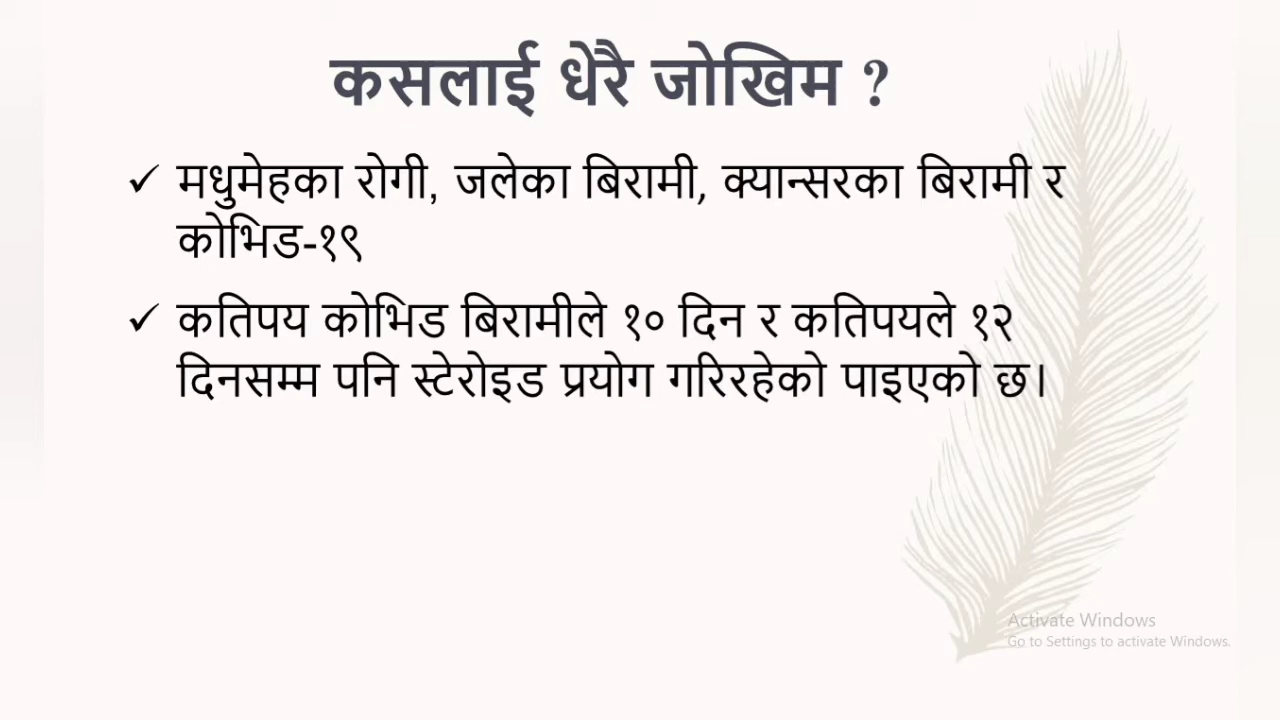 कसलाई धेरै जोखिम ?
✓ मधुमेहका रोगी, जलेका बिरामी, क्यान्सरका बिरामी र
कोभिड-१९
✓ कतिपय कोभिड बिरामीले १० दिन र कतिपयले १२
दिनसम्म पनि स्टेरोइड प्रयोग गरिरहेको पाइएको छ।
Activate Windows
Go to Settings to activate Windows.